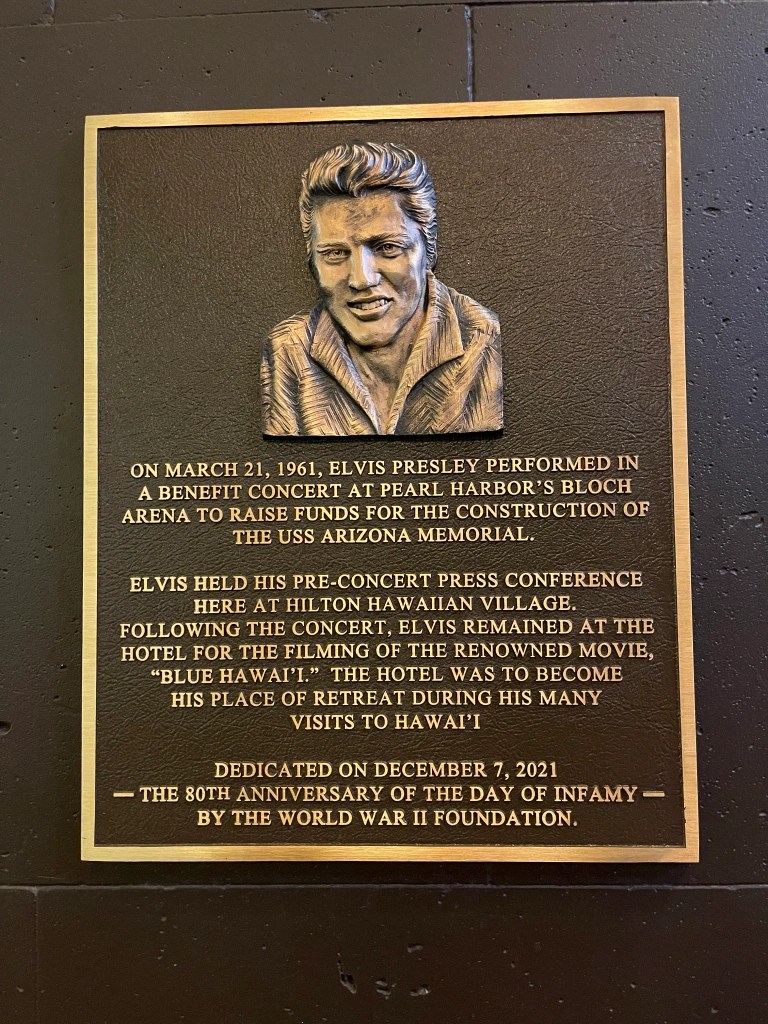 ON MARCH 21, 1961, ELVIS PRESLEY PERFORMED IN
A BENEFIT CONCERT AT PEARL HARBOR'S BLOCH
ARENA TO RAISE FUNDS FOR THE CONSTRUCTION OF
THE USS ARIZONA MEMORIAL.
ELVIS HELD HIS PRE-CONCERT PRESS CONFERENCE
HERE AT HILTON HAWAIIAN VILLAGE.
FOLLOWING THE CONCERT, ELVIS REMAINED AT THE
HOTEL FOR THE FILMING OF THE RENOWNED MOVIE,
"BLUE HAWAI'I." THE HOTEL WAS TO BECOME
HIS PLACE OF RETREAT DURING HIS MANY
VISITS TO HAWAI'I
DEDICATED ON DECEMBER 7, 2021
— THE 80TH ANNIVERSARY OF THE DAY OF INFAMY —
BY THE WORLD WAR II FOUNDATION.